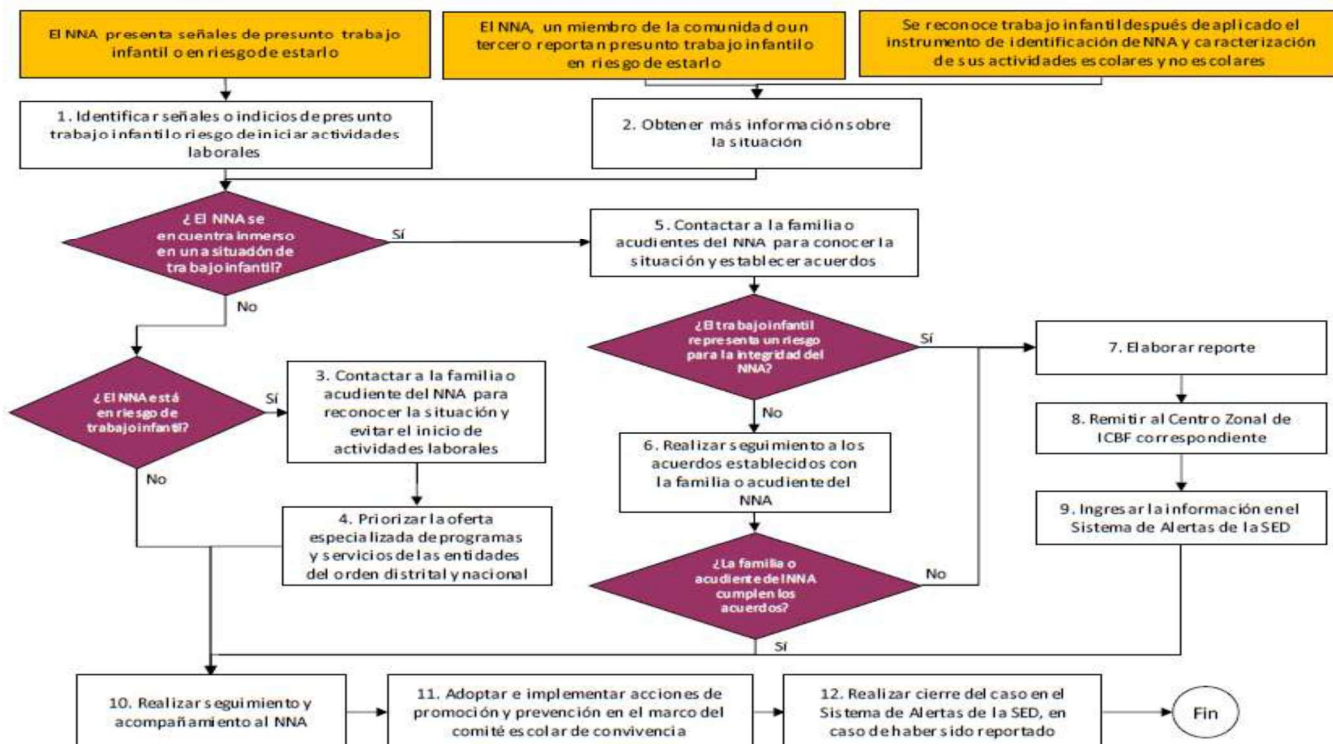 El NNA presenta señales de presunto trabajo
infantil o en riesgo de estarlo
El NNA, un miembro de la comunidad o un
tercero reportan presunto trabajo infantil o
en riesgo de estarlo
Se reconoce trabajo infantil después de aplicado el
instrumento de identificación de NNA y caracterización
de sus actividades escolares y no escolares
1. Identificar señales o indicios de presunto
trabajo infantil o riesgo de iniciar actividades
laborales
2. Obtener más información sobre
la situación
¿El NNA se
encuentra inmerso
en una situación de
trabajo infantil?
Sí
No
5. Contactar a la familia o
acudientes del NNA para conocer la
situación y establecer acuerdos
¿El trabajo infantil
representa un riesgo
para la integridad del
NNA?
Sí
No
7. Elaborar reporte
¿El NNA está
en riesgo de
trabajo infantil?
Sí
No
3. Contactar a la familia o
acudiente del NNA para
reconocer la situación y
evitar el inicio de
actividades laborales
6. Realizar seguimiento a los
acuerdos establecidos con
la familia o acudiente del
NNA
8. Remitir al Centro Zonal de
ICBF correspondiente
4. Priorizar la oferta
especializada de programas
y servicios de las entidades
del orden distrital y nacional
9. Ingresar la información en el
Sistema de Alertas de la SED
¿La familia o
acudiente del NNA
cumplen los
acuerdos?
No
Sí
10. Realizar seguimiento y
acompañamiento al NNA
11. Adoptar e implementar acciones de
promoción y prevención en el marco del
comité escolar de convivencia
12. Realizar cierre del caso en el
Sistema de Alertas de la SED, en
caso de haber sido reportado
Fin